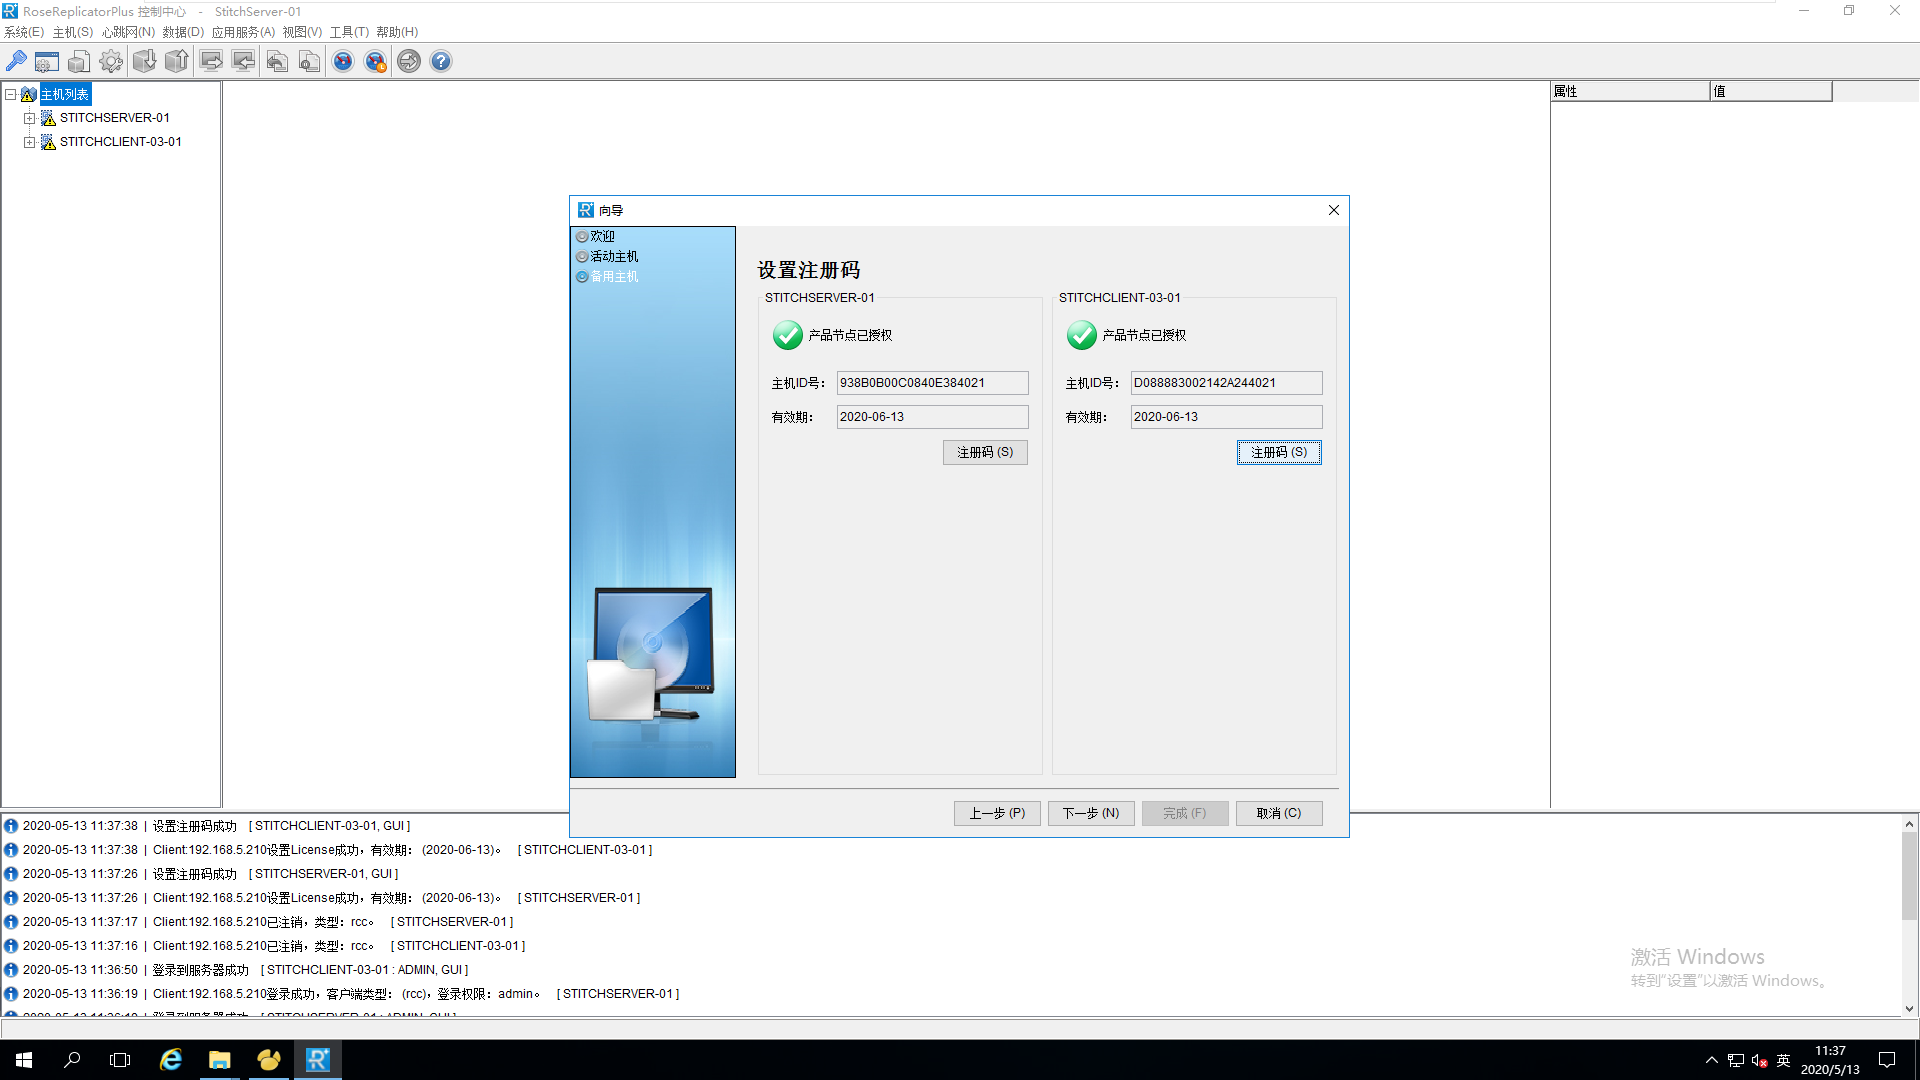 RoseReplicatorPlus 控制中心 - StitchServer-01
系统(E) 主机(S) 心跳网(N) 数据(D) 应用服务(A) 视图(V) 工具(T) 帮助(H)
主机列表
STITCHSERVER-01
STITCHCLIENT-03-01
属性 值
向导
欢迎
活动主机
备用主机
设置注册码
STITCHSERVER-01
产品节点已授权
主机ID号: 938B0B00C0840E384021
有效期: 2020-06-13
注册码 (S)
STITCHCLIENT-03-01
产品节点已授权
主机ID号: D088883002142A244021
有效期: 2020-06-13
注册码 (S)
上一步 (P) 下一步 (N) 完成 (F) 取消 (C)
2020-05-13 11:37:38 | 设置注册码成功 [ STITCHCLIENT-03-01, GUI ]
2020-05-13 11:37:38 | Client:192.168.5.210设置License成功，有效期: (2020-06-13)。 [ STITCHCLIENT-03-01 ]
2020-05-13 11:37:26 | 设置注册码成功 [ STITCHSERVER-01, GUI ]
2020-05-13 11:37:26 | Client:192.168.5.210设置License成功，有效期: (2020-06-13)。 [ STITCHSERVER-01 ]
2020-05-13 11:37:17 | Client:192.168.5.210已注销，类型: rcc。 [ STITCHSERVER-01 ]
2020-05-13 11:37:16 | Client:192.168.5.210已注销，类型: rcc。 [ STITCHCLIENT-03-01 ]
2020-05-13 11:36:50 | 登录到服务器成功 [ STITCHCLIENT-03-01 : ADMIN, GUI ]
2020-05-13 11:36:19 | Client:192.168.5.210登录成功，客户端类型: (rcc)，登录权限: admin。 [ STITCHSERVER-01 ]
激活 Windows
转到“设置”以激活 Windows。
英
11:37
2020/5/13